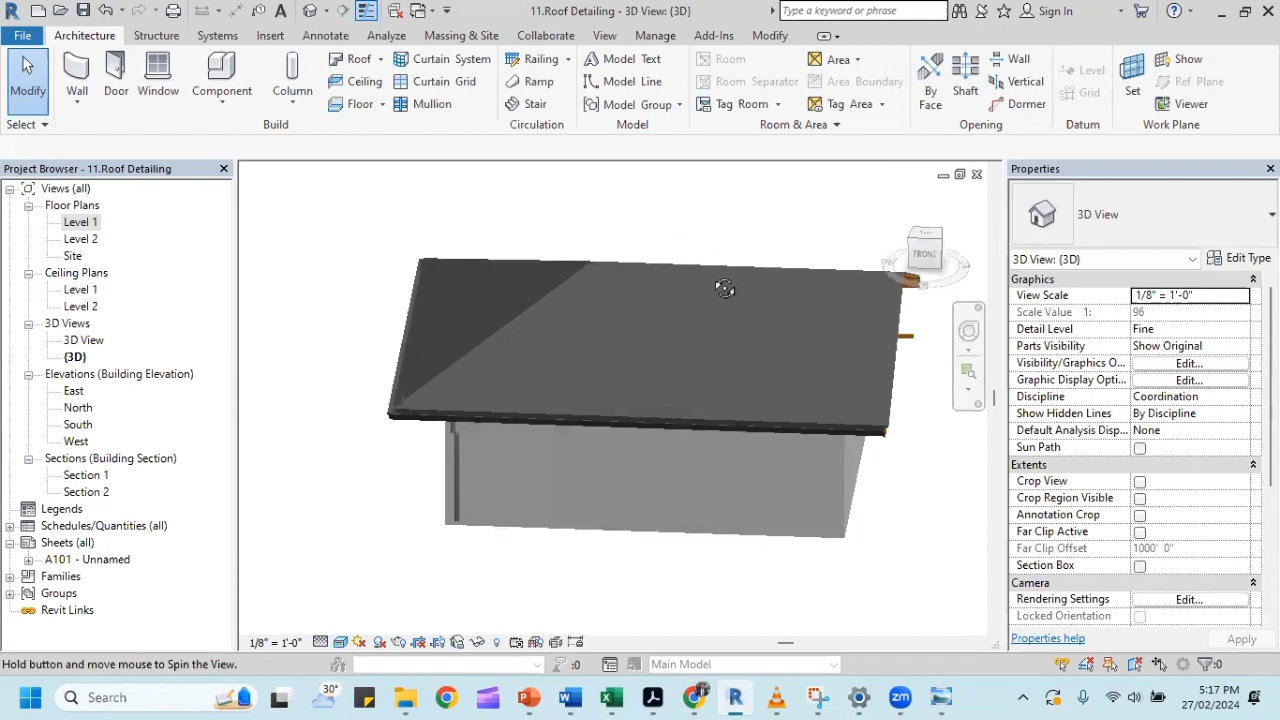 11.Roof Detailing - 3D View: {3D}
Type a keyword or phrase
Sign In
File Architecture Structure Systems Insert Annotate Analyze Massing & Site Collaborate View Manage Add-Ins Modify
Modify
Wall
Door
Window
Component
Column
Roof
Ceiling
Floor
Curtain System
Curtain Grid
Mullion
Railing
Ramp
Stair
Model Text
Model Line
Model Group
Room
Room Separator
Tag Room
Area
Area Boundary
Tag Area
By
Face
Shaft
Wall
Vertical
Dormer
Level
Grid
Set
Show
Ref Plane
Viewer
Select Build Circulation Model Room & Area Opening Datum Work Plane
Project Browser - 11.Roof Detailing
Views (all)
Floor Plans
Level 1
Level 2
Site
Ceiling Plans
Level 1
Level 2
3D Views
3D View
{3D}
Elevations (Building Elevation)
East
North
South
West
Sections (Building Section)
Section 1
Section 2
Legends
Schedules/Quantities (all)
Sheets (all)
A101 - Unnamed
Families
Groups
Revit Links
FRONT
1/8" = 1'-0"
Properties
3D View
3D View: {3D} Edit Type
Graphics
View Scale 1/8" = 1'-0"
Scale Value 1: 96
Detail Level Fine
Parts Visibility Show Original
Visibility/Graphics O... Edit...
Graphic Display Opti... Edit...
Discipline Coordination
Show Hidden Lines By Discipline
Default Analysis Disp... None
Sun Path
Extents
Crop View
Crop Region Visible
Annotation Crop
Far Clip Active
Far Clip Offset 1000' 0"
Section Box
Camera
Rendering Settings Edit...
Locked Orientation
Properties help Apply
Hold button and move mouse to Spin the View.
:0
Main Model
:0
Search
30°
zm
5:17 PM
27/02/2024